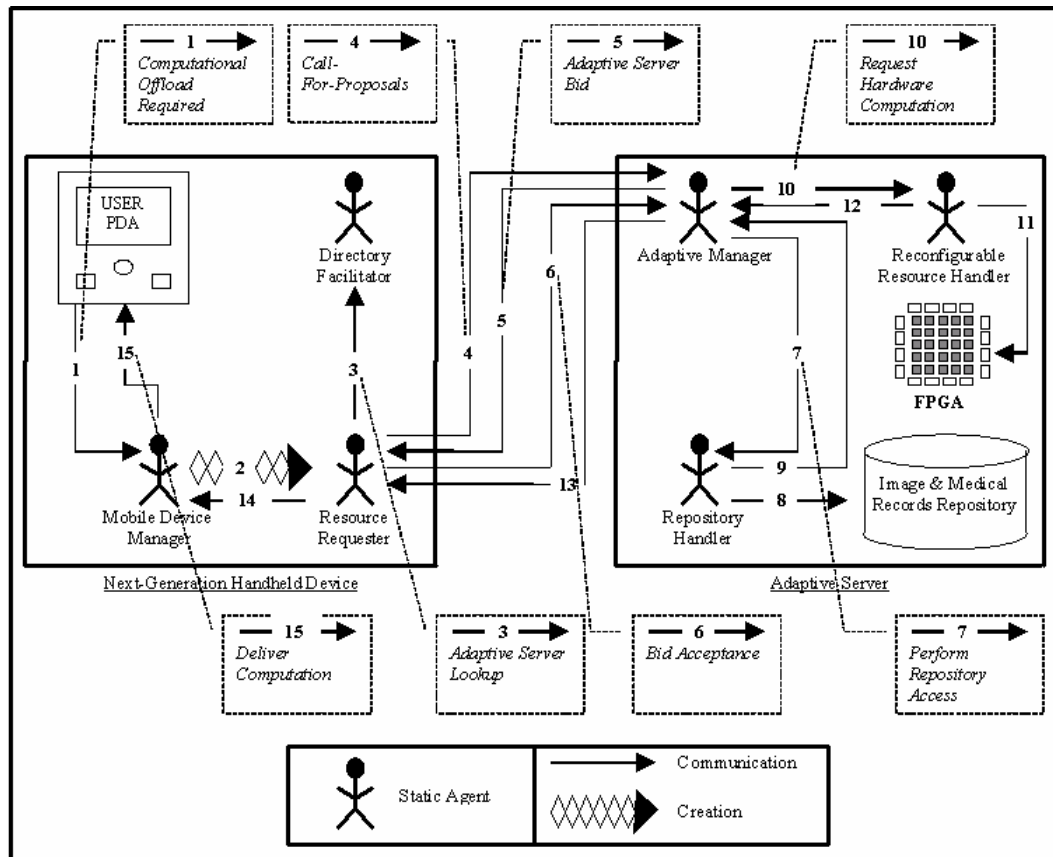 1
Computational
Offload
Required
4
Call-
For-Proposals
5
Adaptive Server
Bid
10
Request
Hardware
Computation
USER
PDA
Directory
Facilitator
Adaptive Manager
10
12
11
Reconfigurable
Resource Handler
6
5
4
1
15
3
7
FPGA
2
14
13
9
8
Mobile Device
Manager
Resource
Requester
Repository
Handler
Image & Medical
Records Repository
Next-Generation Handheld Device
Adaptive Server
15
Deliver
Computation
3
Adaptive Server
Lookup
6
Bid Acceptance
7
Perform
Repository
Access
Static Agent
Communication
Creation